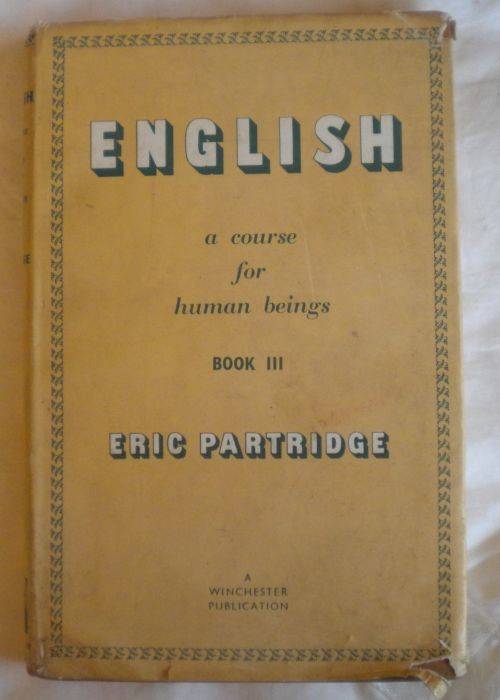 ENGLISH
a course
for
human beings
BOOK III
ERIC PARTRIDGE
A
WINCHESTER
PUBLICATION